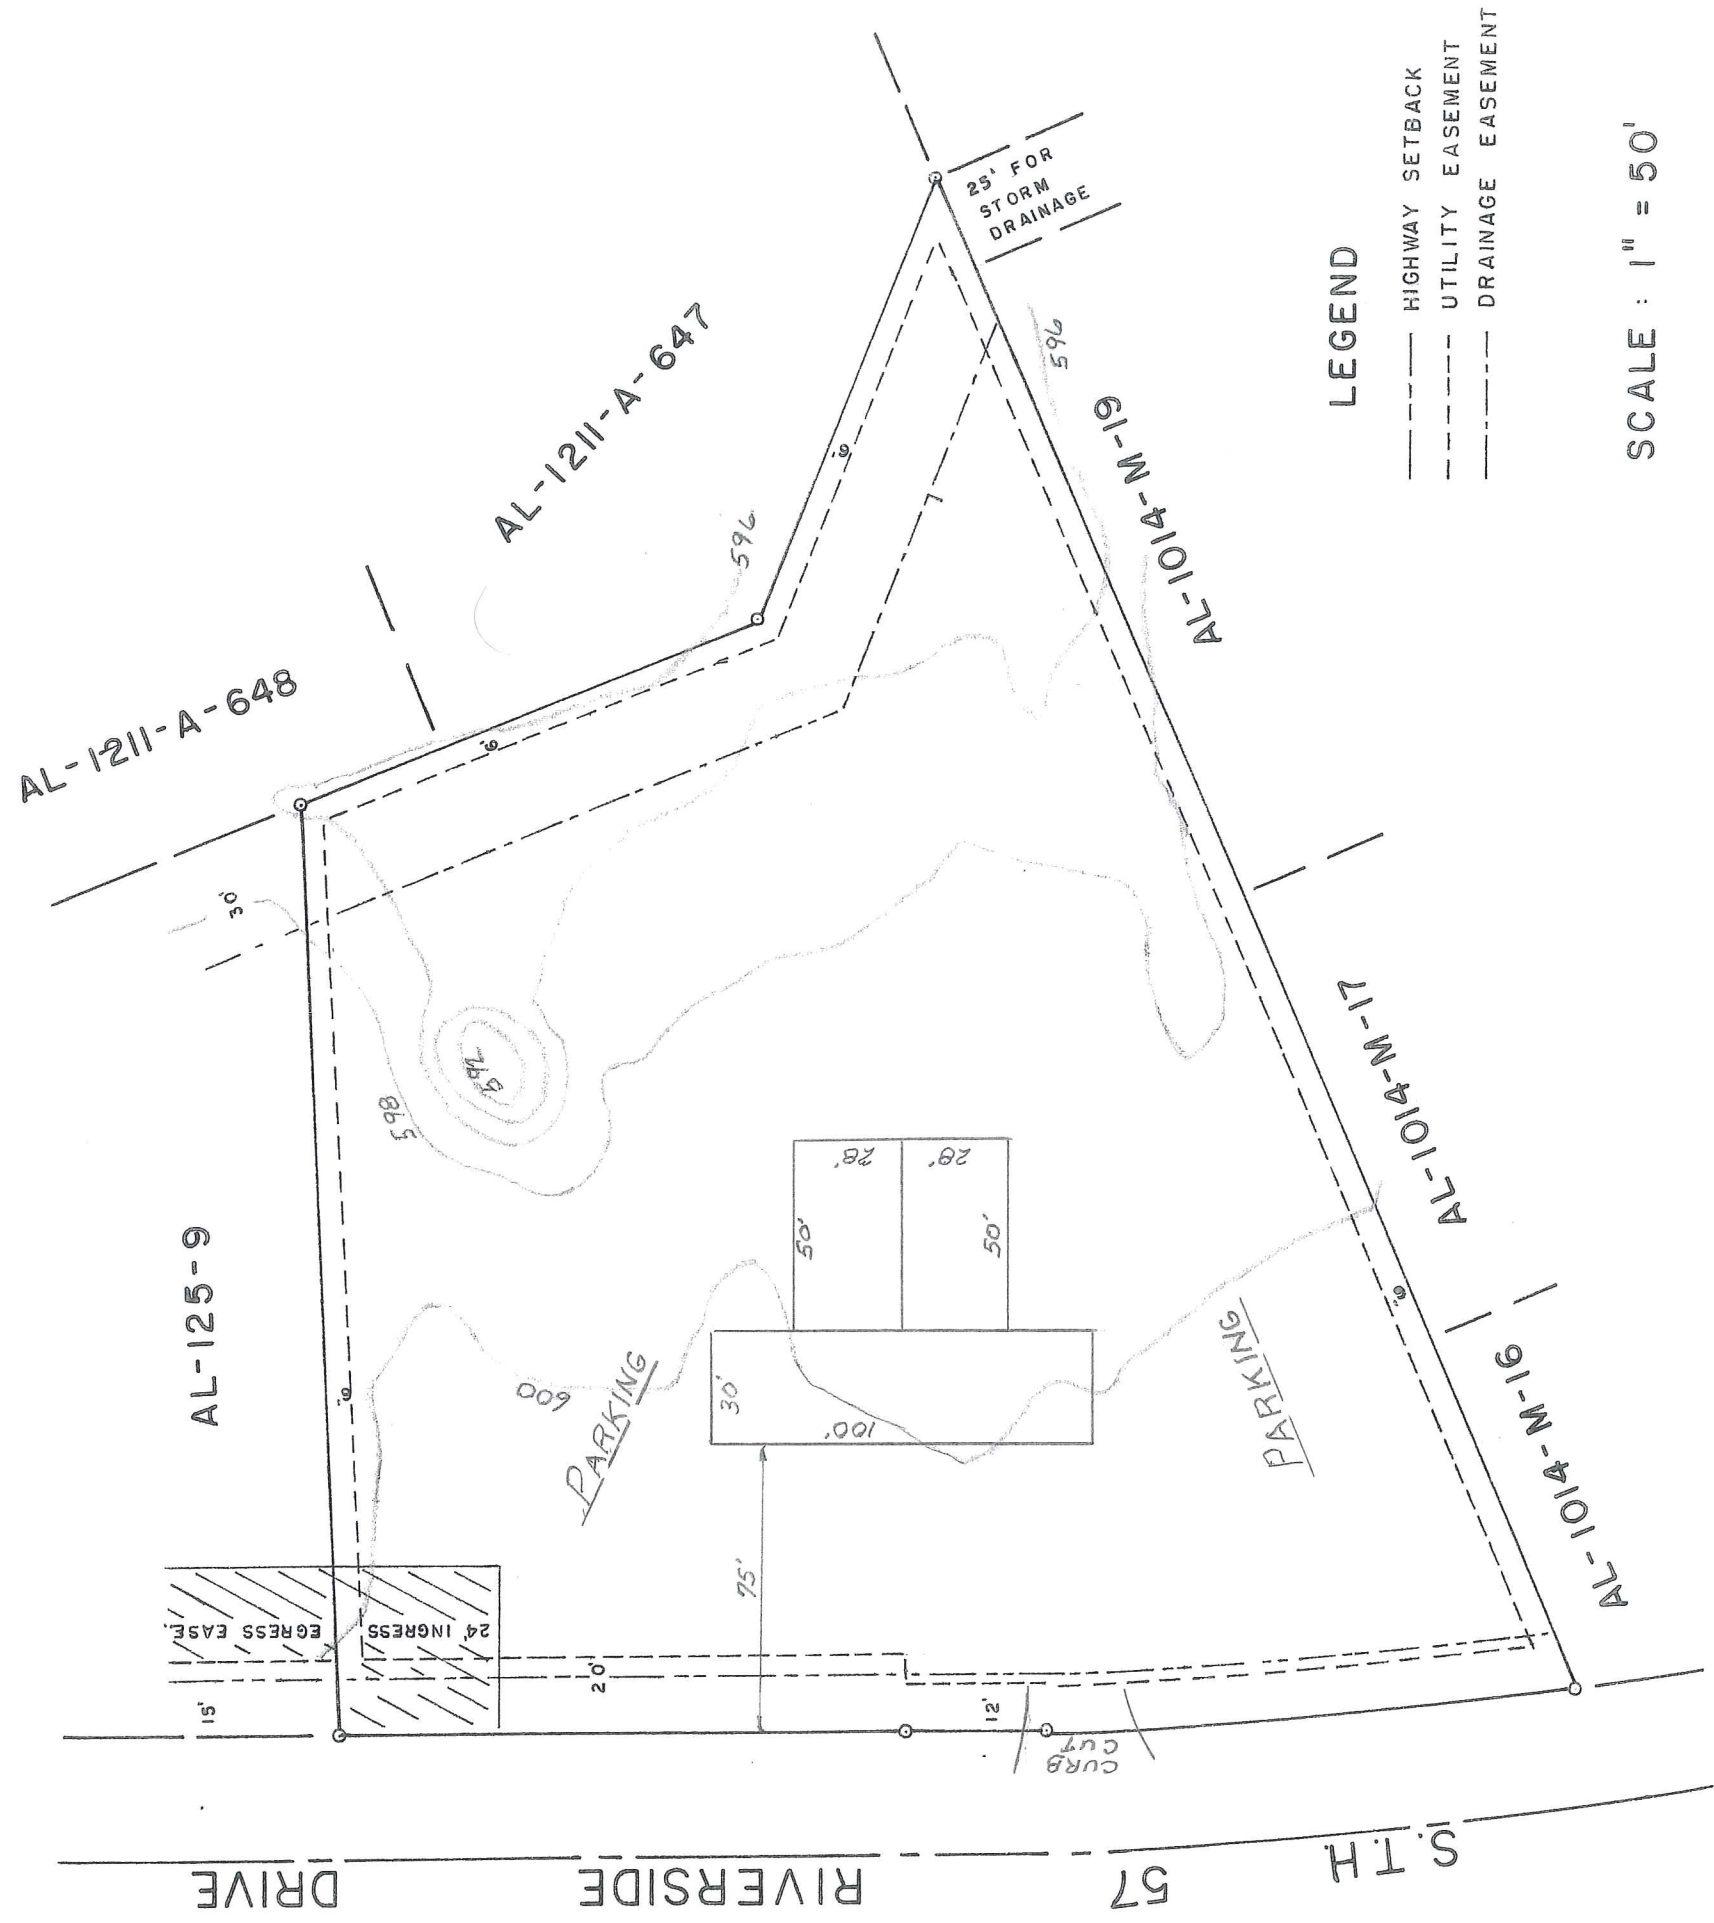 AL-1211-A-648
AL-1211-A-647
AL-125-9
30'
6'
6'
596
25' FOR
STORM
DRAINAGE
596
AL-1014-M-19
598
592
50'
28'
28'
50'
AL-1014-M-17
6'
600
PARKING
30'
100'
PARKING
6'
AL-1014-M-16
24' INGRESS
EGRESS EASE.
75'
15'
20'
12'
CURB
CUT
S.T.H. 57
RIVERSIDE DRIVE
LEGEND
HIGHWAY SETBACK
UTILITY EASEMENT
DRAINAGE EASEMENT
SCALE : 1" = 50'